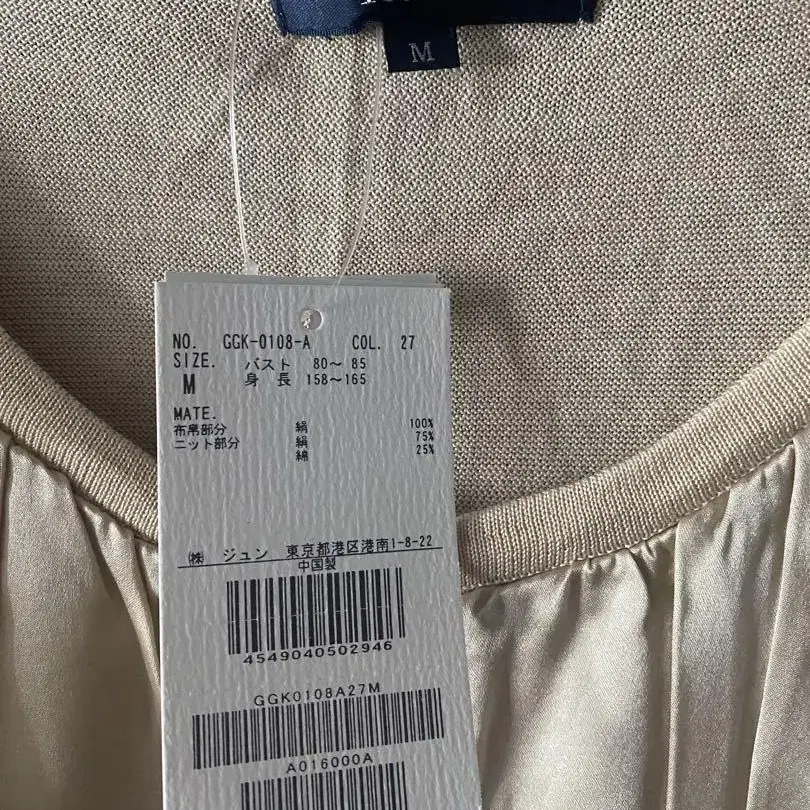 M
NO. GGK-0108-A COL. 27
SIZE. バスト 80〜 85
M 身 長 158〜165
MATE.
布帛部分 絹 100%
ニット部分 絹 75%
綿 25%
㈱ ジュン 東京都港区港南1-8-22
中国製
4549040502946
GGK0108A27M
A016000A